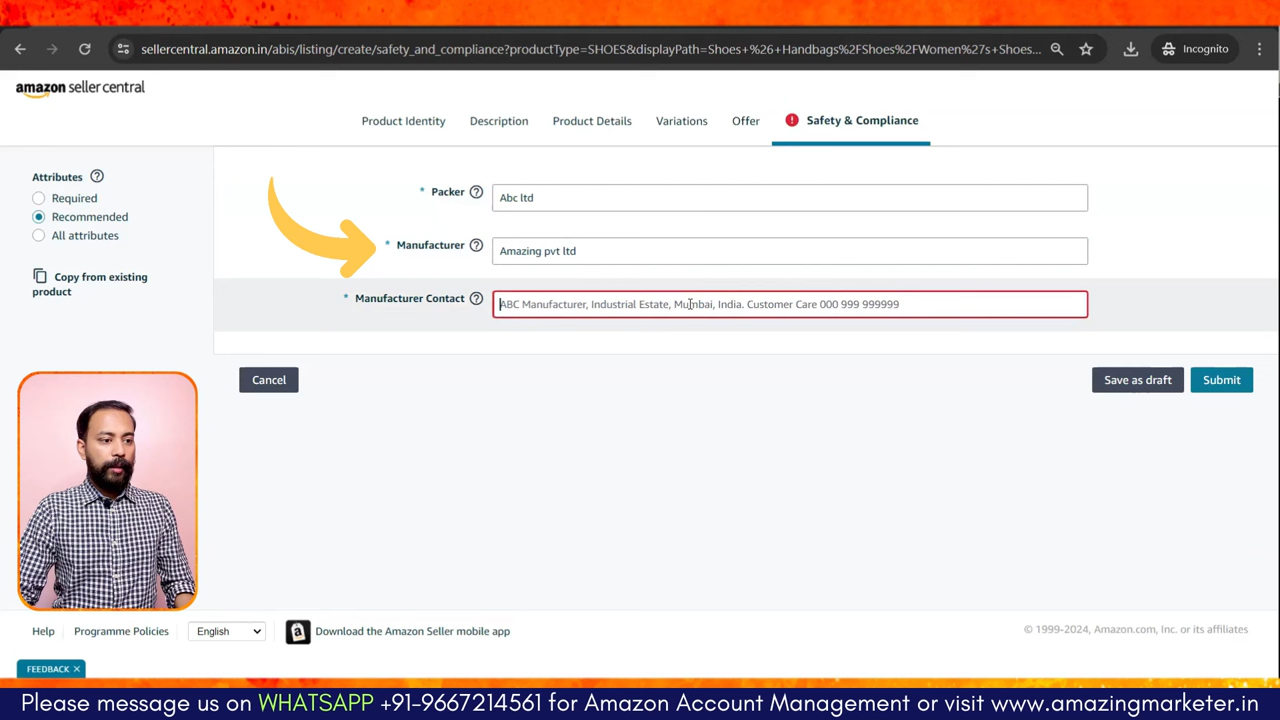 sellercentral.amazon.in/abis/listing/create/safety_and_compliance?productType=SHOES&displayPath=Shoes+%26+Handbags%2FShoes%2FWomen%27s+Shoes...
Incognito
amazon seller central
Product Identity
Description
Product Details
Variations
Offer
Safety & Compliance
Attributes
Required
Recommended
All attributes
Copy from existing
product
* Packer
Abc ltd
* Manufacturer
Amazing pvt ltd
* Manufacturer Contact
ABC Manufacturer, Industrial Estate, Mumbai, India. Customer Care 000 999 999999
Cancel
Save as draft
Submit
Help
Programme Policies
English
Download the Amazon Seller mobile app
© 1999-2024, Amazon.com, Inc. or its affiliates
FEEDBACK ×
Please message us on WHATSAPP +91-9667214561 for Amazon Account Management or visit www.amazingmarketer.in